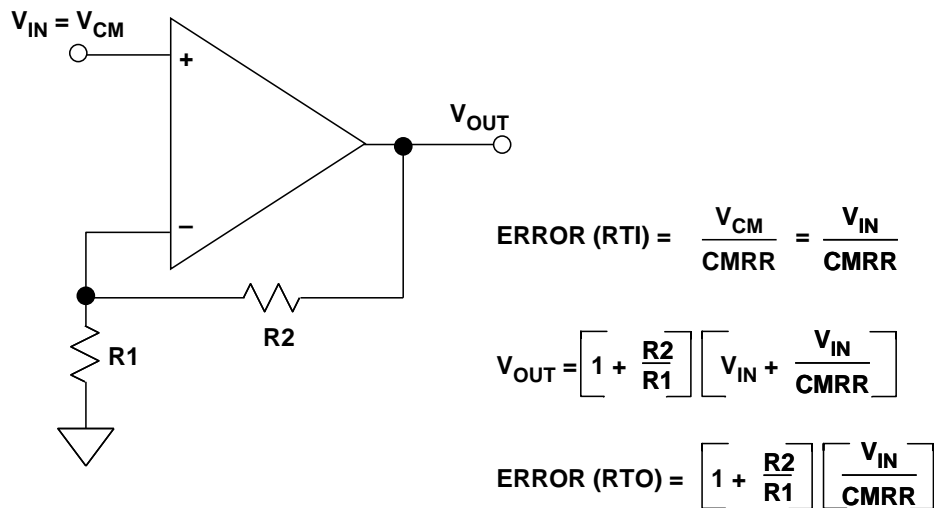 V_IN = V_CM
+
V_OUT
−
R2
R1
ERROR (RTI) = V_CM / CMRR = V_IN / CMRR
V_OUT = [1 + R2 / R1] [V_IN + V_IN / CMRR]
ERROR (RTO) = [1 + R2 / R1] [V_IN / CMRR]